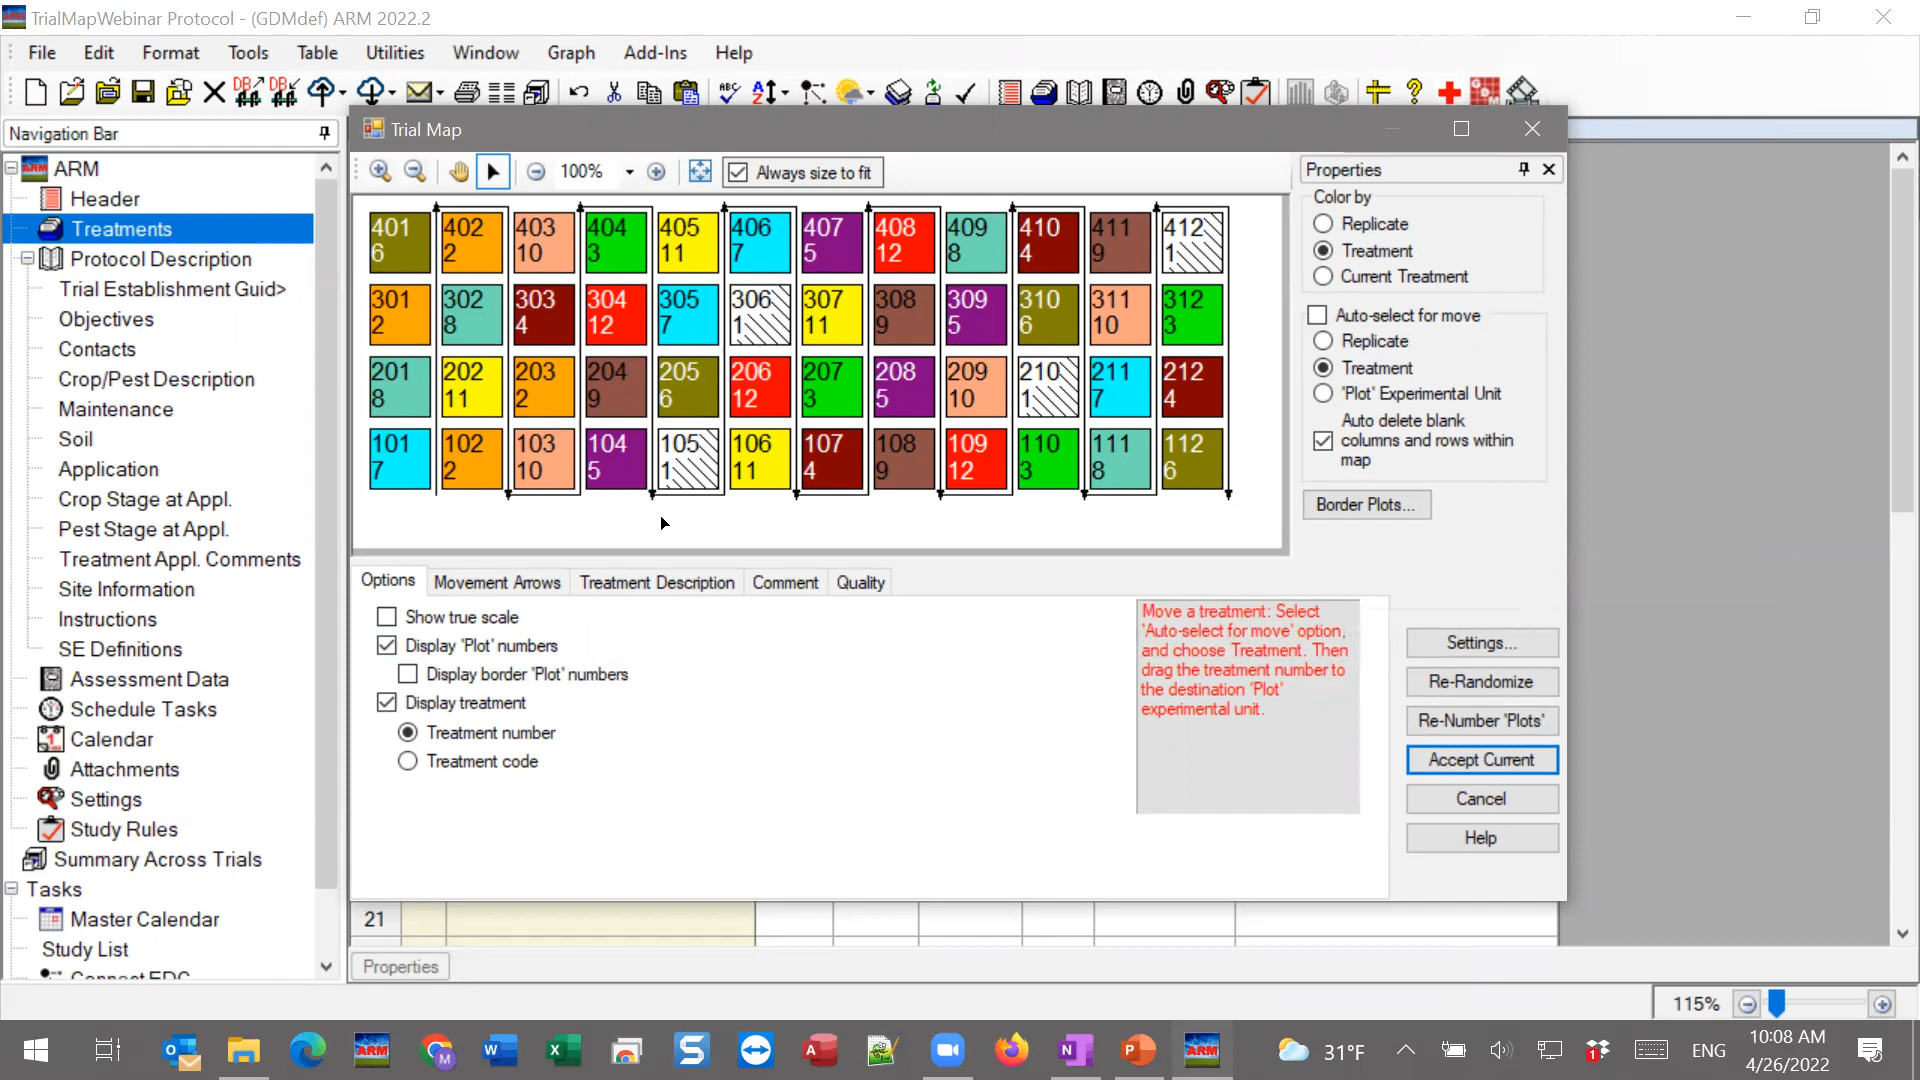 TrialMapWebinar Protocol - (GDMdef) ARM 2022.2
File Edit Format Tools Table Utilities Window Graph Add-Ins Help
Navigation Bar
ARM
Header
Treatments
Protocol Description
Trial Establishment Guid>
Objectives
Contacts
Crop/Pest Description
Maintenance
Soil
Application
Crop Stage at Appl.
Pest Stage at Appl.
Treatment Appl. Comments
Site Information
Instructions
SE Definitions
Assessment Data
Schedule Tasks
Calendar
Attachments
Settings
Study Rules
Summary Across Trials
Tasks
Master Calendar
Study List
Connect EDC
Trial Map
100%
Always size to fit
401 402 403 404 405 406 407 408 409 410 411 412
6 2 10 3 11 7 5 12 8 4 9 1
301 302 303 304 305 306 307 308 309 310 311 312
2 8 4 12 7 1 11 9 5 6 10 3
201 202 203 204 205 206 207 208 209 210 211 212
8 11 2 9 6 12 3 5 10 1 7 4
101 102 103 104 105 106 107 108 109 110 111 112
7 2 10 5 1 11 4 9 12 3 8 6
Properties
Color by
Replicate
Treatment
Current Treatment
Auto-select for move
Replicate
Treatment
'Plot' Experimental Unit
Auto delete blank
columns and rows within
map
Border Plots...
Options Movement Arrows Treatment Description Comment Quality
Show true scale
Display 'Plot' numbers
Display border 'Plot' numbers
Display treatment
Treatment number
Treatment code
Move a treatment: Select
'Auto-select for move' option,
and choose Treatment. Then
drag the treatment number to
the destination 'Plot'
experimental unit.
Settings...
Re-Randomize
Re-Number 'Plots'
Accept Current
Cancel
Help
21
Properties
115%
31°F
ENG
10:08 AM
4/26/2022